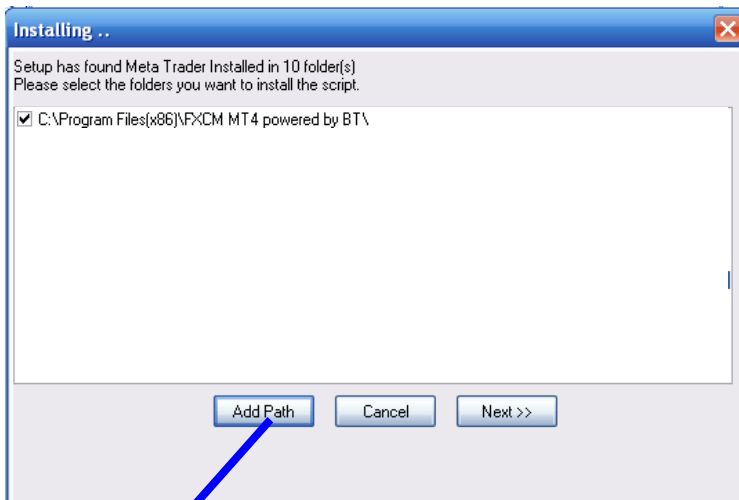 Installing ..
Setup has found Meta Trader Installed in 10 folder(s)
Please select the folders you want to install the script.
C:\Program Files(x86)\FXCM MT4 powered by BT\
Add Path
Cancel
Next >>